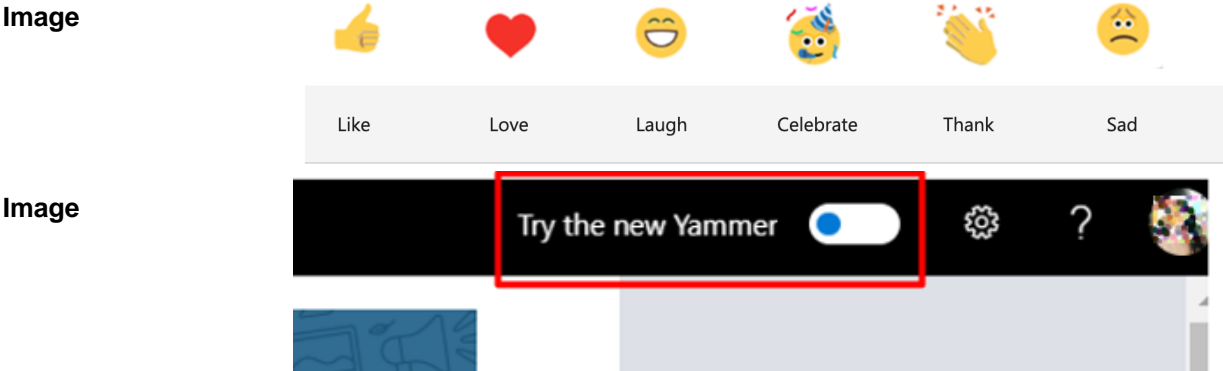 Image
Like Love Laugh Celebrate Thank Sad
Image
Try the new Yammer
?